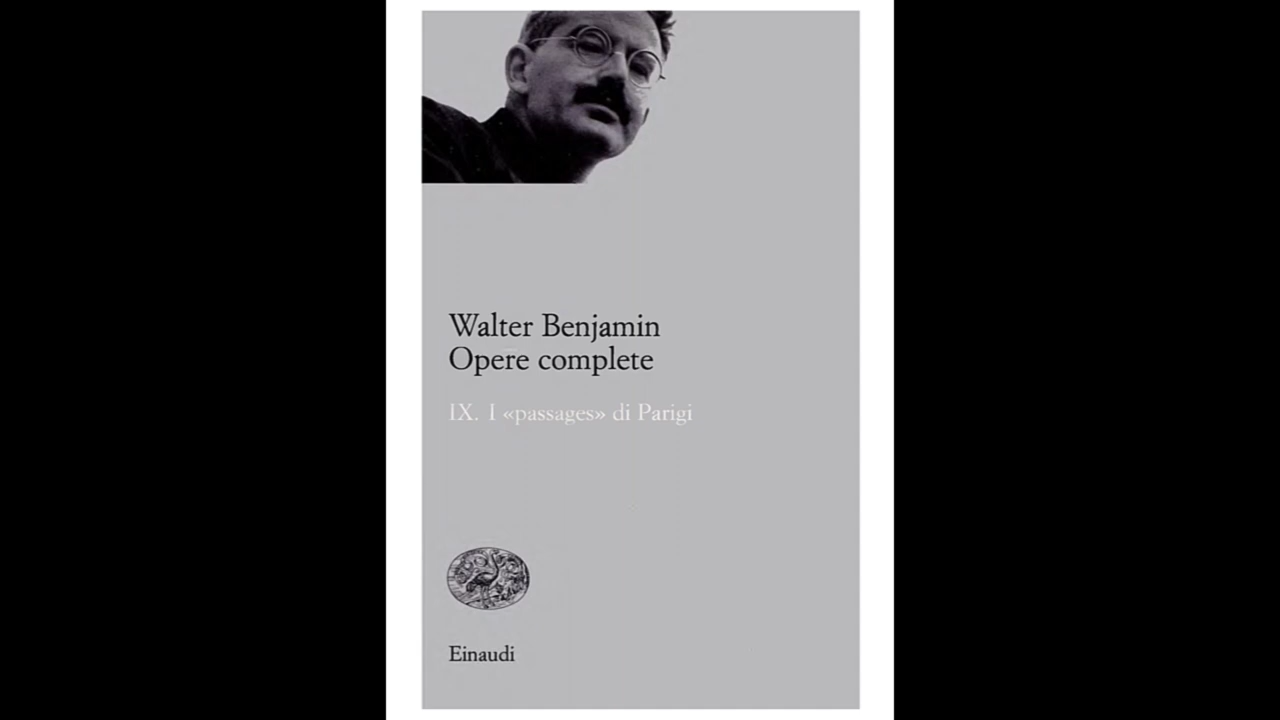 Walter Benjamin
Opere complete
IX. I «passages» di Parigi
Einaudi